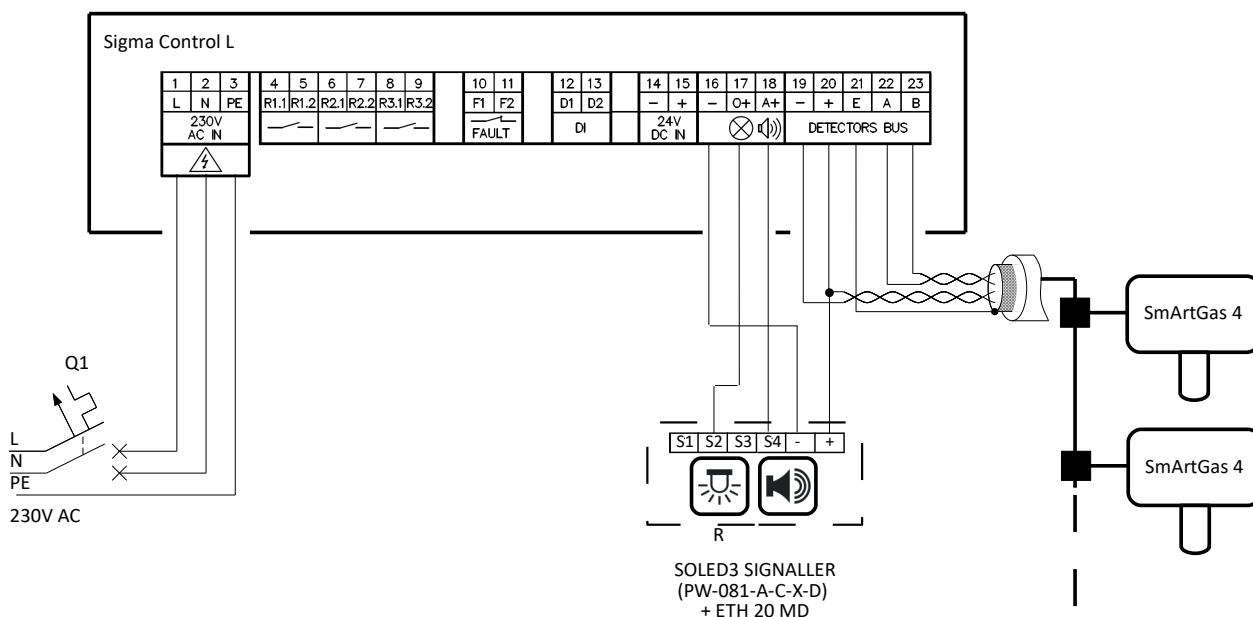 Sigma Control L
1 2 3 4 5 6 7 8 9 10 11 12 13 14 15 16 17 18 19 20 21 22 23
L N PE R1.1 R1.2 R2.1 R2.2 R3.1 R3.2 F1 F2 D1 D2 − + − O+ A+ − + E A B
230V
AC IN
FAULT
DI
24V
DC IN
DETECTORS BUS
SmArtGas 4
Q1
L
N
PE
230V AC
S1 S2 S3 S4 - +
R
SmArtGas 4
SOLED3 SIGNALLER
(PW-081-A-C-X-D)
+ ETH 20 MD